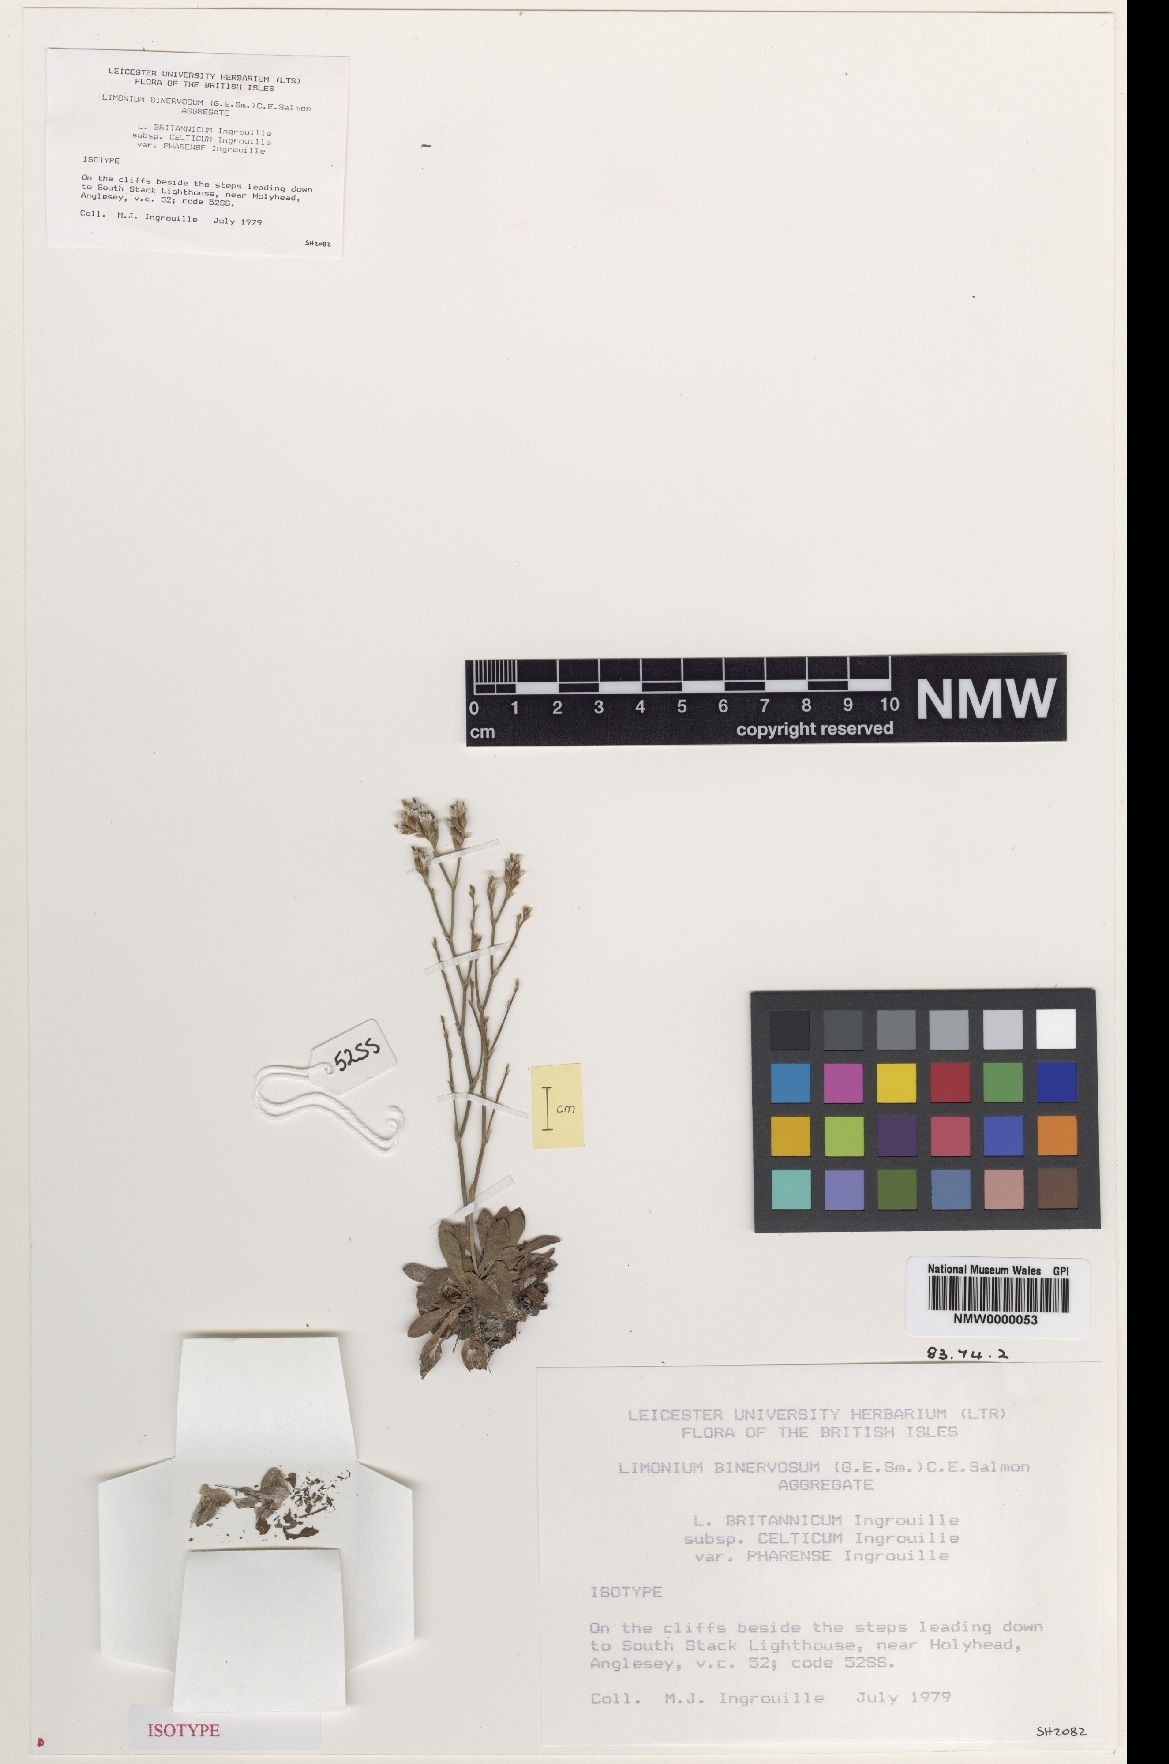 LEICESTER UNIVERSITY HERBARIUM (LTR)
FLORA OF THE BRITISH ISLES
LIMONIUM BINERVOSUM (G.E.Sm.)C.E.Salmon
AGGREGATE
L. BRITANNICUM Ingrouille
subsp. CELTICUM Ingrouille
var. PHARENSE Ingrouille
ISOTYPE
On the cliffs beside the steps leading down
to South Stack Lighthouse, near Holyhead,
Anglesey, v.c. 52; code 52SS.
Coll. M.J. Ingrouille July 1979
SH2082
0 1 2 3 4 5 6 7 8 9 10
cm
copyright reserved
NMW
52SS
cm
National Museum Wales GPI
NMW0000053
83.74.2
LEICESTER UNIVERSITY HERBARIUM (LTR)
FLORA OF THE BRITISH ISLES
LIMONIUM BINERVOSUM (G.E.Sm.)C.E.Salmon
AGGREGATE
L. BRITANNICUM Ingrouille
subsp. CELTICUM Ingrouille
var. PHARENSE Ingrouille
ISOTYPE
On the cliffs beside the steps leading down
to South Stack Lighthouse, near Holyhead,
Anglesey, v.c. 52; code 52SS.
Coll. M.J. Ingrouille July 1979
SH2082
ISOTYPE